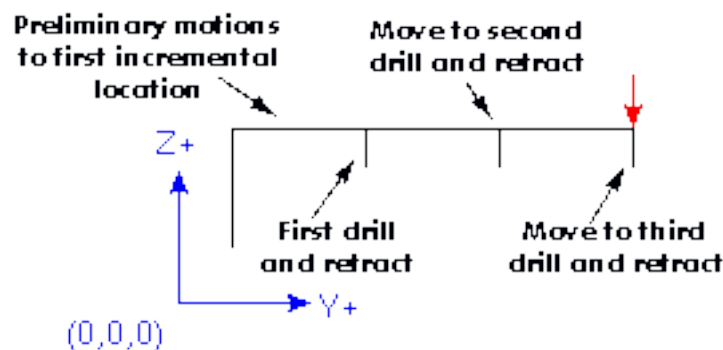 Preliminary motions
to first incremental
location
Move to second
drill and retract
Z+
First drill
and retract
Move to third
drill and retract
Y+
(0,0,0)